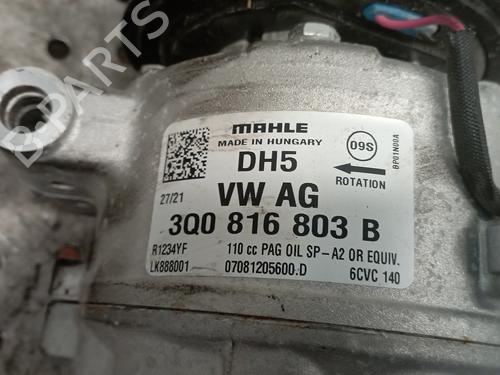 MAHLE
MADE IN HUNGARY
DH5
09S
BP01N00A
ROTATION
27/21
VW AG
3Q0 816 803 B
R1234YF
110 cc PAG OIL SP-A2 OR EQUIV.
LK888001
07081205600.D
6CVC 140
B-PARTS